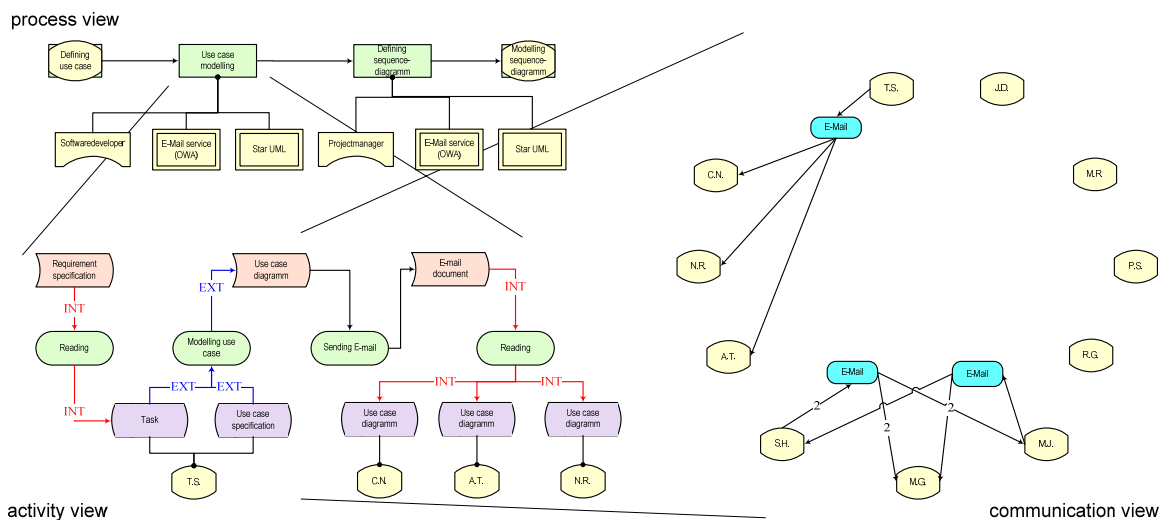 process view
Defining
use case
Use case
modelling
Defining
sequence-
diagramm
Modelling
sequence-
diagramm
Softwaredeveloper
E-Mail service
(OWA)
Star UML
Projectmanager
E-Mail service
(OWA)
Star UML
Requirement
specification
Use case
diagramm
E-mail
document
INT
EXT
INT
Reading
Modelling use
case
Sending E-mail
Reading
INT
EXT
EXT
INT
INT
Task
Use case
specification
Use case
diagramm
Use case
diagramm
Use case
diagramm
T.S.
C.N.
A.T.
N.R.
activity view
T.S.
J.D.
E-Mail
C.N.
M.R
N.R.
P.S.
A.T.
R.G.
E-Mail
E-Mail
2
2
2
S.H.
M.J.
M.G.
communication view